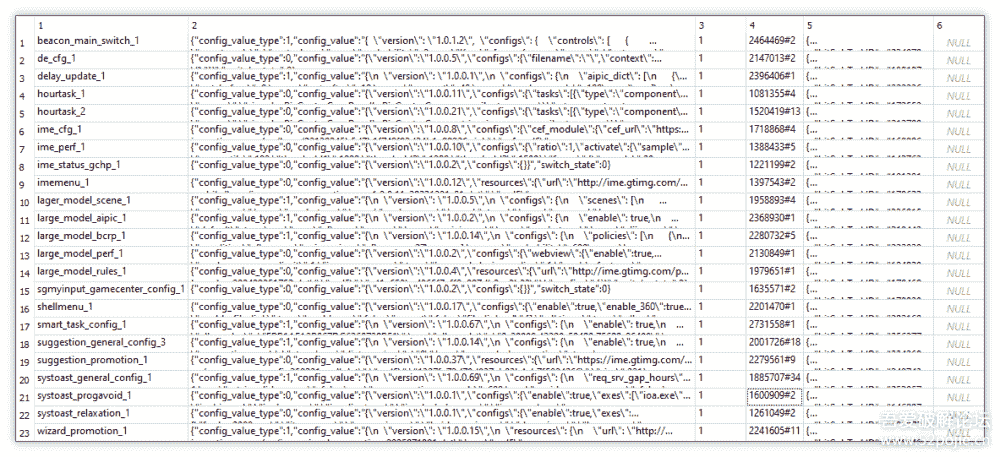 1 2 3 4 5 6
1 beacon_main_switch_1 {"config_value_type":1,"config_value":"{ \"version\": \"1.0.1.2\", \"configs\": { \"controls\": [ { ... 1 2464469#2 {... NULL
2 de_cfg_1 {"config_value_type":0,"config_value":"{\"version\":\"1.0.0.5\",\"configs\":{\"filename\":\"\",\"context\":... 1 2147013#2 {... NULL
3 delay_update_1 {"config_value_type":1,"config_value":"{\n \"version\": \"1.0.0.1\",\n \"configs\": {\n \"aipic_dict\": [\n {\... 1 2396406#1 {... NULL
4 hourtask_1 {"config_value_type":0,"config_value":"{\"version\":\"1.0.0.11\",\"configs\":{\"tasks\":[{\"type\":\"component\... 1 1081355#4 {... NULL
5 hourtask_2 {"config_value_type":0,"config_value":"{\"version\":\"1.0.0.21\",\"configs\":{\"tasks\":[{\"type\":\"component\... 1 1520419#13 {... NULL
6 ime_cfg_1 {"config_value_type":0,"config_value":"{\"version\":\"1.0.0.8\",\"configs\":{\"cef_module\":{\"cef_url\":\"https:... 1 1718868#4 {... NULL
7 ime_perf_1 {"config_value_type":0,"config_value":"{\"version\":\"1.0.0.10\",\"configs\":{\"ratio\":1,\"activate\":{\"sample\... 1 1388433#5 {... NULL
8 ime_status_gchp_1 {"config_value_type":0,"config_value":"{\"version\":\"1.0.0.2\",\"configs\":{}}","switch_state":0} 1 1221199#2 {... NULL
9 imemenu_1 {"config_value_type":0,"config_value":"{\"version\":\"1.0.0.12\",\"resources\":{\"url\":\"http://ime.gtimg.com/... 1 1397543#2 {... NULL
10 lager_model_scene_1 {"config_value_type":1,"config_value":"{\n \"version\": \"1.0.0.5\",\n \"configs\": {\n \"scenes\": [\n ... 1 1958893#4 {... NULL
11 large_model_aipic_1 {"config_value_type":1,"config_value":"{\n \"version\": \"1.0.0.2\",\n \"configs\": {\n \"enable\": true,\n ... 1 2368930#1 {... NULL
12 large_model_bcrp_1 {"config_value_type":1,"config_value":"{\n \"version\": \"1.0.0.14\",\n \"configs\": {\n \"policies\": [\n {\n... 1 2280732#5 {... NULL
13 large_model_perf_1 {"config_value_type":0,"config_value":"{\"version\":\"1.0.0.2\",\"configs\":{\"webview\":{\"enable\":true,... 1 2130849#1 {... NULL
14 large_model_rules_1 {"config_value_type":0,"config_value":"{\"version\":\"1.0.0.4\",\"resources\":{\"url\":\"http://ime.gtimg.com/p... 1 1979651#1 {... NULL
15 sgmyinput_gamecenter_config_1 {"config_value_type":0,"config_value":"{\"version\":\"1.0.0.2\",\"configs\":{}}","switch_state":0} 1 1635571#2 {... NULL
16 shellmenu_1 {"config_value_type":0,"config_value":"{\"version\":\"1.0.0.17\",\"configs\":{\"enable\":true,\"enable_360\":true... 1 2201470#1 {... NULL
17 smart_task_config_1 {"config_value_type":1,"config_value":"{\n \"version\": \"1.0.0.67\",\n \"configs\": {\n \"enable\": true,\n ... 1 2731558#1 {... NULL
18 suggestion_general_config_3 {"config_value_type":1,"config_value":"{\n \"version\": \"1.0.0.14\",\n \"configs\": {\n \"enable\": true,\n ... 1 2001726#18 {... NULL
19 suggestion_promotion_1 {"config_value_type":0,"config_value":"{\"version\":\"1.0.0.37\",\"resources\":{\"url\":\"https://ime.gtimg.com/... 1 2279561#9 {... NULL
20 systoast_general_config_1 {"config_value_type":1,"config_value":"{\n \"version\": \"1.0.0.69\",\n \"configs\": {\n \"req_srv_gap_hours\"... 1 1885707#34 {... NULL
21 systoast_progavoid_1 {"config_value_type":0,"config_value":"{\"version\":\"1.0.0.1\",\"configs\":{\"enable\":true,\"exes\":[\"ioa.exe\... 1 1600909#2 {... NULL
22 systoast_relaxation_1 {"config_value_type":0,"config_value":"{\"version\":\"1.0.0.1\",\"configs\":{\"enable\":true,\"exes\":... 1 1261049#2 {... NULL
23 wizard_promotion_1 {"config_value_type":1,"config_value":"{\n \"version\": \"1.0.0.15\",\n \"resources\": {\n \"url\": \"http://... 1 2241605#11 {... NULL
吾爱破解论坛
www.52pojie.cn